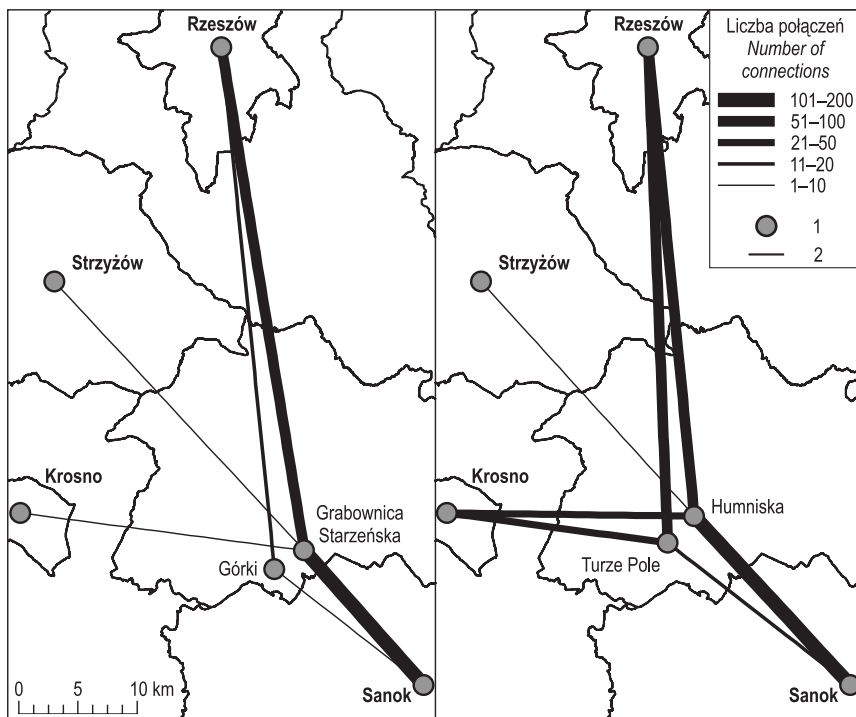 Rzeszów
Strzyżów
Krosno
Grabownica
Starzeńska
Górki
Sanok
0 5 10 km
Rzeszów
Strzyżów
Krosno
Humniska
Turze Pole
Sanok
Liczba połączeń
Number of
connections
101–200
51–100
21–50
11–20
1–10
1
2